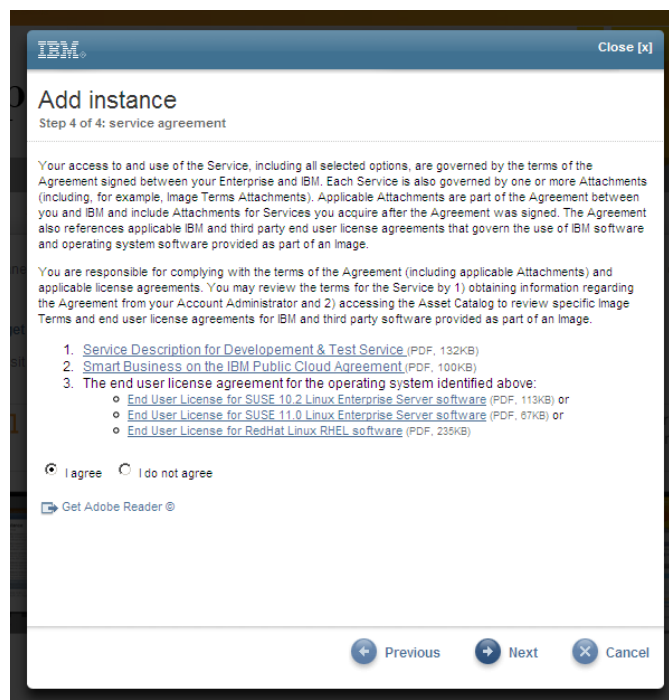 IBM®
Close [x]
Add instance
Step 4 of 4: service agreement
Your access to and use of the Service, including all selected options, are governed by the terms of the
Agreement signed between your Enterprise and IBM. Each Service is also governed by one or more Attachments
(including, for example, Image Terms Attachments). Applicable Attachments are part of the Agreement between
you and IBM and include Attachments for Services you acquire after the Agreement was signed. The Agreement
also references applicable IBM and third party end user license agreements that govern the use of IBM software
and operating system software provided as part of an Image.
You are responsible for complying with the terms of the Agreement (including applicable Attachments) and
applicable license agreements. You may review the terms for the Service by 1) obtaining information regarding
the Agreement from your Account Administrator and 2) accessing the Asset Catalog to review specific Image
Terms and end user license agreements for IBM and third party software provided as part of an Image.
1. Service Description for Developement & Test Service (PDF, 132KB)
2. Smart Business on the IBM Public Cloud Agreement (PDF, 100KB)
3. The end user license agreement for the operating system identified above:
End User License for SUSE 10.2 Linux Enterprise Server software (PDF, 113KB) or
End User License for SUSE 11.0 Linux Enterprise Server software (PDF, 67KB) or
End User License for RedHat Linux RHEL software (PDF, 235KB)
I agree I do not agree
Get Adobe Reader ©
Previous Next Cancel